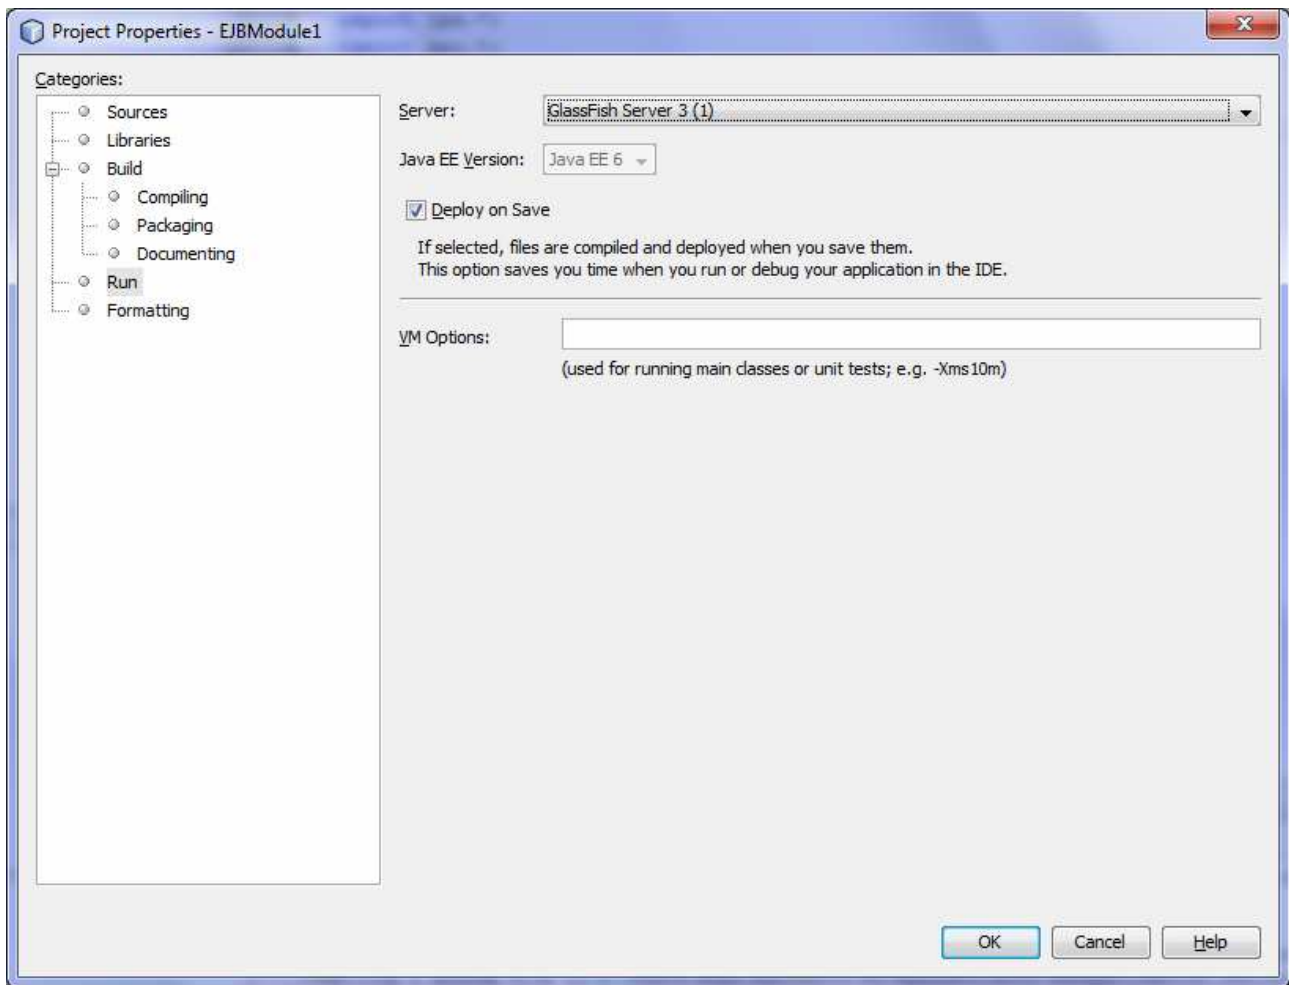 Project Properties - EJBModule1
Categories:
Sources
Libraries
Build
Compiling
Packaging
Documenting
Run
Formatting
Server: GlassFish Server 3 (1)
Java EE Version: Java EE 6
Deploy on Save
If selected, files are compiled and deployed when you save them.
This option saves you time when you run or debug your application in the IDE.
VM Options:
(used for running main classes or unit tests; e.g. -Xms10m)
OK Cancel Help